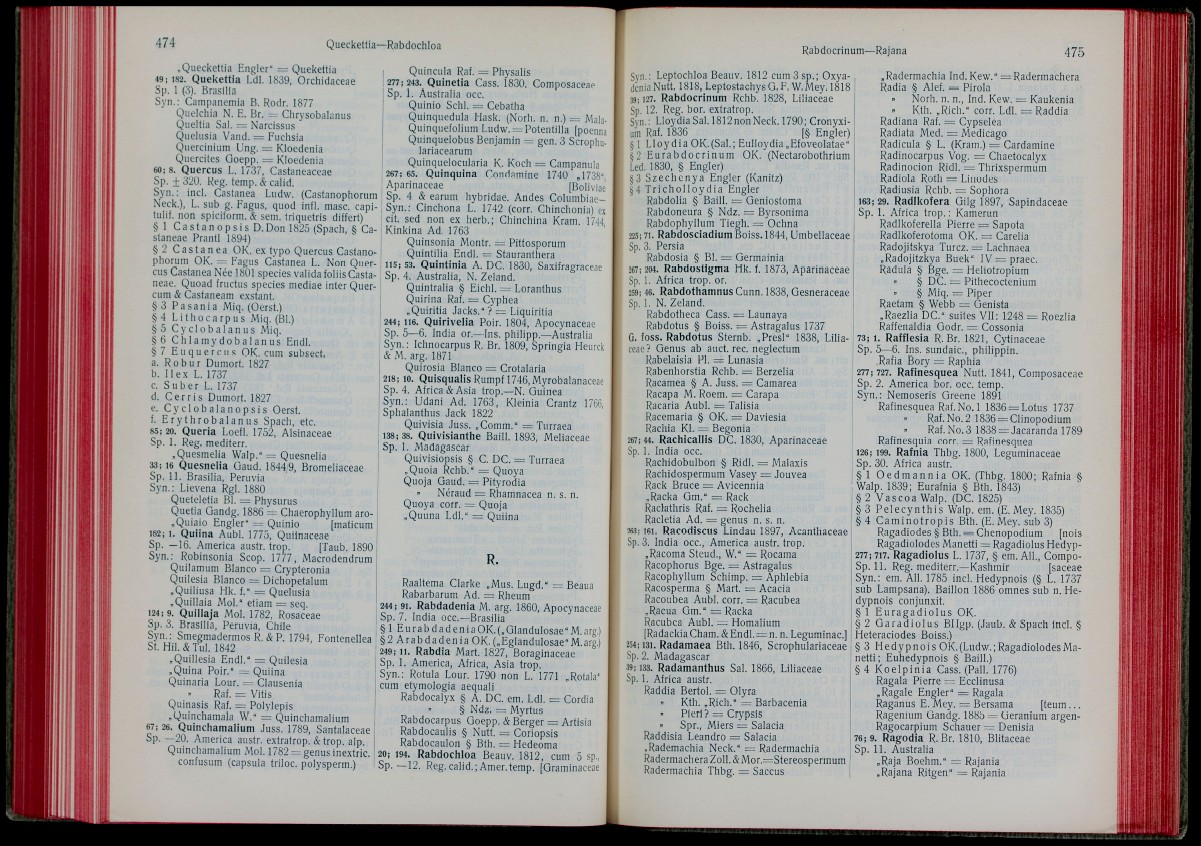 474
Queckettia—Rabdochloa
„Queckettia Engler“ = Quekettia
49; 182. Quekettia Ldl. 1839, Orchidaceae
Sp. 1 (3). Brasilia
Syn.: Campanemia B. Rodr. 1877
Quelchia N. E. Br. = Chrysobalanus
Queltia Sal. = Narcissus
Quelusia Vand. = Fuchsia
Quercinium Ung. = Kloedenia
Quercites Goepp. = Kloedenia
60; 8. Quercus L. 1737, Castaneaceae
Sp. ± 320. Reg. temp. & calid.
Syn.: incl. Castanea Ludw. (Castanophorum
Neck.), L. sub g. Fagus, quod infl. masc. capi-
tulif. non spiciform. & sem. triquetris differt)
§ 1 Castanopsis D. Don 1825 (Spach, § Ca-
staneae Prantl 1894)
§ 2 Castanea OK. ex typo Quercus Castano-
phorum OK. = Fagus Castanea L. Non Quer-
cus Castanea Née 1801 species valida foliis Casta-
neae. Quoad fructus species mediae inter Quer-
cum & Castaneam exstant.
§ 3 Pasania Miq. (Oerst.)
§ 4 Lithocarpus Miq. (Bl.)
§ 5 Cyclobalanus Miq.
§ 6 Chlamydobalanus Endl.
§ 7 Euquercus OK. cum subsect.
a. Robur Dumort. 1827
b. Ilex L. 1737
c. Suber L. 1737
d. Cerris Dumort. 1827
e. Cyclobalanopsis Oerst.
f. Erythrobalanus Spach, etc.
85; 20. Queria Loefl. 1752, Alsinaceae
Sp. 1. Reg. mediterr.
„Quesmelia Walp.“ = Quesnelia
33; 16 Quesnelia Gaud. 1844/9, Bromeliaceae
Sp. 11. Brasilia, Peruvia
Syn.: Lievena Rgl. 1880
Queteletia Bl. = Physurus
Quetia Gandg. 1886 = Chaerophyllum aro-
„Quiaio Engler“ = Quinio [maticum
182; 1. Quiina Aubl. 1775, Quiinaceae
Sp. —16. America austr. trop. [Taub. 1890
Syn.: Robinsonia Scop. 1777, Macrodendrum
Quilamum Blanco = Crypteronia
Quilesia Blanco = Dichopetalum
„Quiliusa Hk. f.“ = Quelusia
„Quillaia Mol.“ etiam = seq.
124; 9. Quillaja Mol. 1782, Rosaceae
Sp. 3. Brasilia, Peruvia, Chile
Syn.: Smegmadermos R. & P. 1794, Fontenellea
St. Hil. & Tul. 1842
„Quillesia Endl.“ = Quilesia
„Quina Poir.“ = Quiina
Quinaria Lour. = Clausenia
„ Raf. = Vitis
Quinasis Raf. = Polylepis
„Quinchamala W.“ = Quinchamalium
67; 26. Quinchamalium Juss. 1789, Santalaceae
Sp. —20. America austr. extratrop. & trop. alp.
Quinchamalium Mol. 1782 = genus inextric.
confusum (capsula triloc. polysperm.)
Quincula Raf. = Physalis
277; 243. Quinetia Cass. 1830, Composaceae
Sp. 1. Australia occ.
Quinio Schl. = Cebatha
Quinquedula Hask. (Norh. n. n.) = Malu-
Quinquefolium Ludw. = Potentilla [poenna
Quinquelobus Benjamin = gen. 3 Scrophu-
lariacearum
Quinquelocularia K. Koch = Campanula
267; 65. Quinquina Condamine 1740 „1738“,
Aparinaceae [Boliviae
Sp. 4 & earum hybridae. Andes Columbiae—
Syn.: Cinchona L. 1742 (corr. Chinchonia) ex
cit. sed non ex herb.; Chinchina Kram. 1744,
Kinkina Ad. 1763
Quinsonia Montr. = Pittosporum
Quintilia Endl. = Stauranthera
115; 53. Quintinia A. DC. 1830, Saxifragraceae
Sp. 4. Australia, N. Zeland.
Quintralia § Eichl. = Loranthus
Quirina Raf. = Cyphea
„Quiritia Jacks.“ ? = Liquiritia
244; 116. Quirivelia Poir. 1804, Apocynaceae
Sp. 5—6. India or.—Ins. philipp.—Australia
Syn.: Ichnocarpus R. Br. 1809, Springia Heurck
& M. arg. 1871
Quirosia Blanco = Crotalaria
218; 10. Quisqualis Rumpf 1746, Myrobalanaceae
Sp. 4. Africa & Asia trop.—N. Guinea
Syn.: Udani Ad. 1763, Kleinia Crantz 1766,
Sphalanthus Jack 1822
Quivisia Juss. „Comm.“ = Turraea
138; 38. Quivisianthe Baill. 1893, Meliaceae
Sp. 1. Madagascar
Quivisiopsis § C. DC. = Turraea
„Quoia Rchb.“ = Quoya
Quoja Gaud. = Pityrodia
„ Néraud = Rhamnacea n. s. n.
Quoya corr. = Quoja
„Quuna Ldl.“ = Quiina
R.
Raaltema Clarke „Mus. Lugd.“ = Beaua
Rabarbarum Ad. = Rheum
244; 91. Rabdadenia M. arg. 1860, Apocynaceae
Sp. 7. India occ.—Brasilia
§ 1 Eurabdadenia OK. („Glandulosae“ M. arg.)
§ 2 Arabdadenia OK. („Eglandulosae“ M. arg.)
249; 11. Rabdia Mart. 1827, Boraginaceae
Sp. 1. America, Africa, Asia trop.
Syn.: Rotula Lour. 1790 non L. 1771 „Rotala“
cum etymologia aequali
Rabdocalyx § A. DC. em. Ldl. = Cordia
„ § Ndz. = Myrtus
Rabdocarpus Goepp. & Berger = Artisia
Rabdocaulis § Nutt. = Coriopsis
Rabdocaulon § Bth. = Hedeoma
20; 194. Rabdochloa Beauv. 1812, cum 5 sp.,
Sp. —12. Reg. calid.; Amer. temp. [Graminaceae
Rabdocrinum—Rajana
475
Syn.: Leptochloa Beauv. 1812 cum 3 sp.; Oxya-
denia Nutt. 1818, Leptostachys G. F. W. Mey. 1818
39; 127. Rabdocrinum Rchb. 1828, Liliaceae
Sp. 12. Reg. bor. extratrop.
Syn.: Lloydia Sal. 1812 non Neck. 1790; Cronyxi-
um Raf. 1836 [§ Engler)
§ 1 Lloydia OK. (Sal.; Eulloydia „Efoveolatae“
§ 2 Eurabdocrinum OK. (Nectarobothrium
Led. 1830, § Engler)
§ 3 Szechenya Engler (Kanitz)
§ 4 Tricholloydia Engler
Rabdolia § Baill. = Geniostoma
Rabdoneura § Ndz. = Byrsonima
Rabdophyllum Tiegh. = Ochna
225; 71. Rabdosciadium Boiss. 1844, Umbellaceae
Sp. 3. Persia
Rabdosia § Bl. = Germainia
267; 204. Rabdostigma Hk. f. 1873, Aparinaceae
Sp. 1. Africa trop. or.
259; 46. Rabdothamnus Cunn. 1838, Gesneraceae
Sp. 1. N. Zeland.
Rabdotheca Cass. = Launaya
Rabdotus § Boiss. = Astragalus 1737
G. foss. Rabdotus Sternb. „Presl“ 1838, Lilia-
ceae? Genus ab auct. rec. neglectum
Rabelaisia Pl. = Lunasia
Rabenhorstia Rchb. = Berzelia
Racamea § A. Juss. = Camarea
Racapa M. Roem. = Carapa
Racaria Aubl. = Talisia
Racemaria § OK. = Daviesia
Rachia Kl. = Begonia
267; 44. Rachicallis DC. 1830, Aparinaceae
Sp. 1. India occ.
Rachidobulbon § Ridl. = Malaxis
Rachidospermum Vasey = Jouvea
Rack Bruce = Avicennia
„Racka Gm.“ = Rack
Raclathris Raf. = Rochelia
Racletia Ad. = genus n. s. n.
263; 161. Racodiscus Lindau 1897, Acanthaceae
Sp. 3. India occ., America austr. trop.
„Racoma Steud., W.“ = Rocama
Racophorus Bge. = Astragalus
Racophyllum Schimp. = Aphlebia
Racosperma § Mart. = Acacia
Racoubea Aubl. corr. = Racubea
„Racua Gm.“ = Racka
Racubca Aubl. = Homalium
[Radackia Cham. & Endl. = n. n. Leguminac.]
254; 131. Radamaea Bth. 1846, Scrophulariaceae
Sp. 2. Madagascar
39; 133. Radamanthus Sal. 1866, Liliaceae
Sp. 1. Africa austr.
Raddia Bertol. = Olyra
„ Kth. „Rich.“ = Barbacenia
„ Pierl? = Crypsis
„ Spr., Miers = Salacia
Raddisia Leandro = Salacia
„Rademachia Neck.“ = Radermachia
Radermachera Zoll. & Mor. = Stereospermum
Radermachia Thbg. = Saccus
„Radermachia Ind. Kew.“ = Radermachera
Radia § Alef. = Pirola
„ Norh. n. n., Ind. Kew. = Kaukenia
„ Kth. „Rich.“ corr. Ldl. = Raddia
Radiana Raf. = Cypselea
Radiata Med. = Medicago
Radicula § L. (Kram.) = Cardamine
Radinocarpus Vog. = Chaetocalyx
Radinocion Ridl. = Thrixspermum
Radiola Roth = Linodes
Radiusia Rchb. = Sophora
163; 29. Radlkofera Gilg 1897, Sapindaceae
Sp. 1. Africa trop.: Kamerun
Radlkoferella Pierre = Sapota
Radlkoferotoma OK. = Carelia
Radojitskya Turcz. = Lachnaea
„Radojitzkya Buek“ IV = praec.
Radula § Bge. = Heliotropium
„ § DC. = Pithecoctenium
„ § Miq. = Piper
Raetam § Webb = Genista
„Raezlia DC.“ suites VII: 1248 = Roezlia
Raffenaldia Godr. = Cossonia
73; 1. Rafflesia R. Br. 1821, Cytinaceae
Sp. 5—6. Ins. sundaic., philippin.
Rafia Bory = Raphia
277; 727. Rafinesquea Nutt. 1841, Composaceae
Sp. 2. America bor. occ. temp.
Syn.: Nemoseris Greene 1891
Rafinesquea Raf. No. 1 1836 = Lotus 1737
„ Raf. No. 2 1836 = Clinopodium
„ Raf. No. 3 1838 = Jacaranda 1789
Rafinesquia corr. = Rafinesquea
126; 199. Rafnia Thbg. 1800, Leguminaceae
Sp. 30. Africa austr.
§ 1 Oedmannia OK. (Thbg. 1800; Rafnia §
Walp. 1839; Eurafnia § Bth. 1843)
§ 2 Vascoa Walp. (DC. 1825)
§ 3 Pelecynthis Walp. em. (E. Mey. 1835)
§ 4 Caminotropis Bth. (E. Mey. sub 3)
Ragadiodes § Bth. = Chenopodium [nois
Ragadiolodes Manetti = Ragadiolus Hedyp-
277; 717. Ragadiolus L. 1737, § em. All., Compo-
Sp. 11. Reg. mediterr.—Kashmir [saceae
Syn.: em. All. 1785 incl. Hedypnois (§ L. 1737
sub Lampsana). Baillon 1886 omnes sub n. He-
dypnois conjunxit.
§ 1 Euragadiolus OK.
§ 2 Garadiolus Bllgp. (Jaub. & Spach incl. §
Heteraciodes Boiss.)
§ 3 Hedypnois OK. (Ludw.; Ragadiolodes Ma-
netti; Euhedypnois § Baill.)
§ 4 Koelpinia Cass. (Pall. 1776)
Ragala Pierre = Ecclinusa
„Ragale Engler“ = Ragala
Raganus E. Mey. = Bersama [teum...
Ragenium Gandg. 1885 = Geranium argen-
Ragocarpium Schauer = Denisia
76; 9. Ragodia R. Br. 1810, Blitaceae
Sp. 11. Australia
„Raja Boehm.“ = Rajania
„Rajana Ritgen“ = Rajania